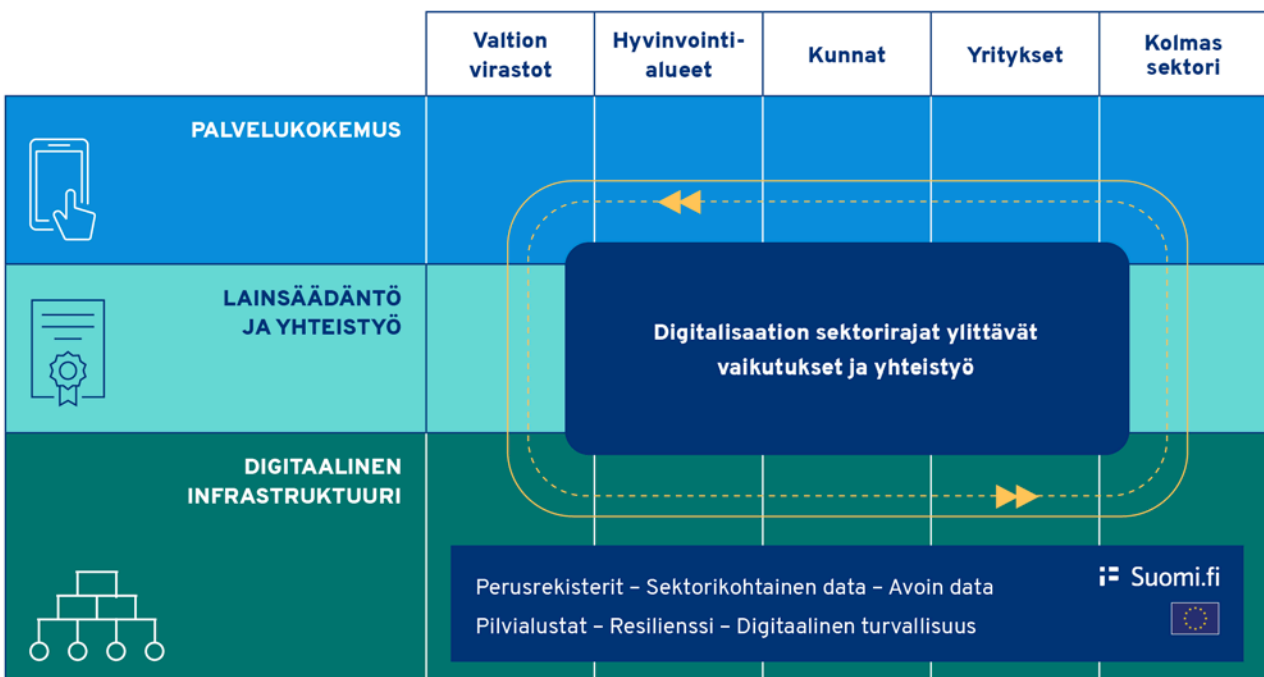 Valtion
virastot
Hyvinvointi-
alueet
Kunnat
Yritykset
Kolmas
sektori
PALVELUKOKEMUS
LAINSÄÄDÄNTÖ
JA YHTEISTYÖ
Digitalisaation sektorirajat ylittävät
vaikutukset ja yhteistyö
DIGITAALINEN
INFRASTRUKTUURI
Perusrekisterit – Sektorikohtainen data – Avoin data
Pilvialustat – Resilienssi – Digitaalinen turvallisuus
Suomi.fi